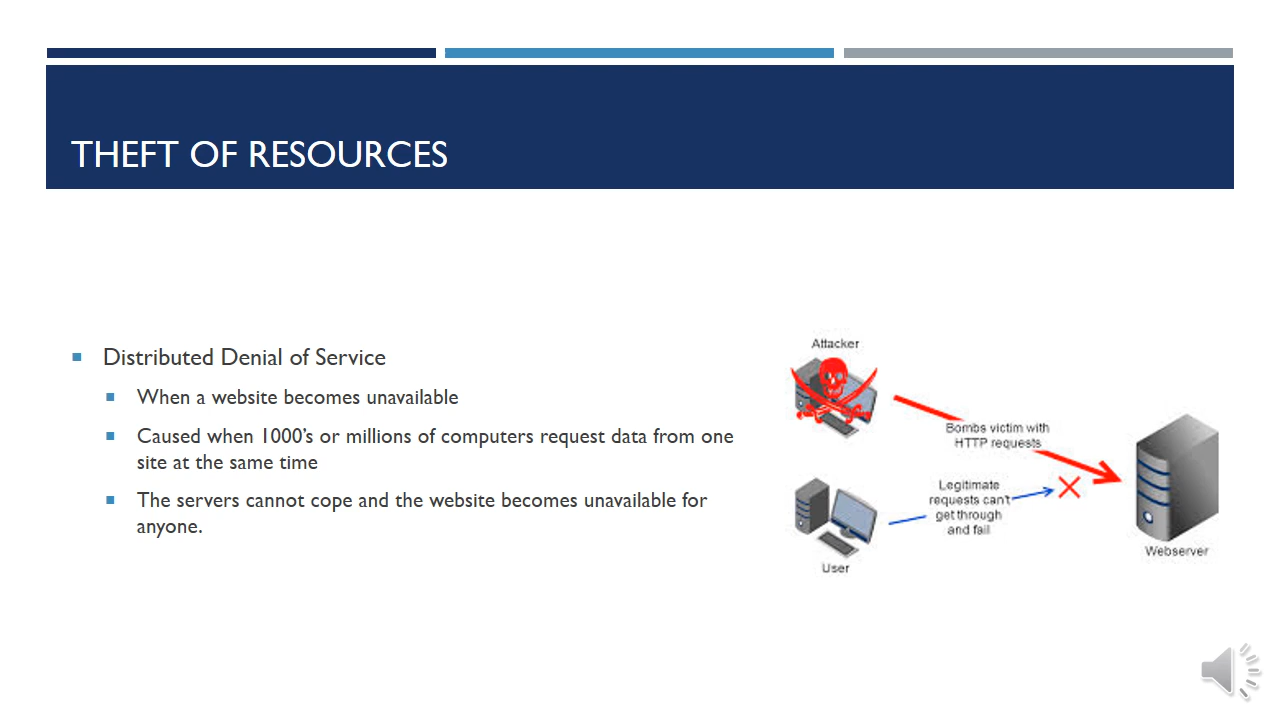 THEFT OF RESOURCES
Distributed Denial of Service
When a website becomes unavailable
Caused when 1000's or millions of computers request data from one
site at the same time
The servers cannot cope and the website becomes unavailable for
anyone.
Attacker
Bombs victim with
HTTP requests
Legitimate
requests can't
get through
and fail
User
Webserver